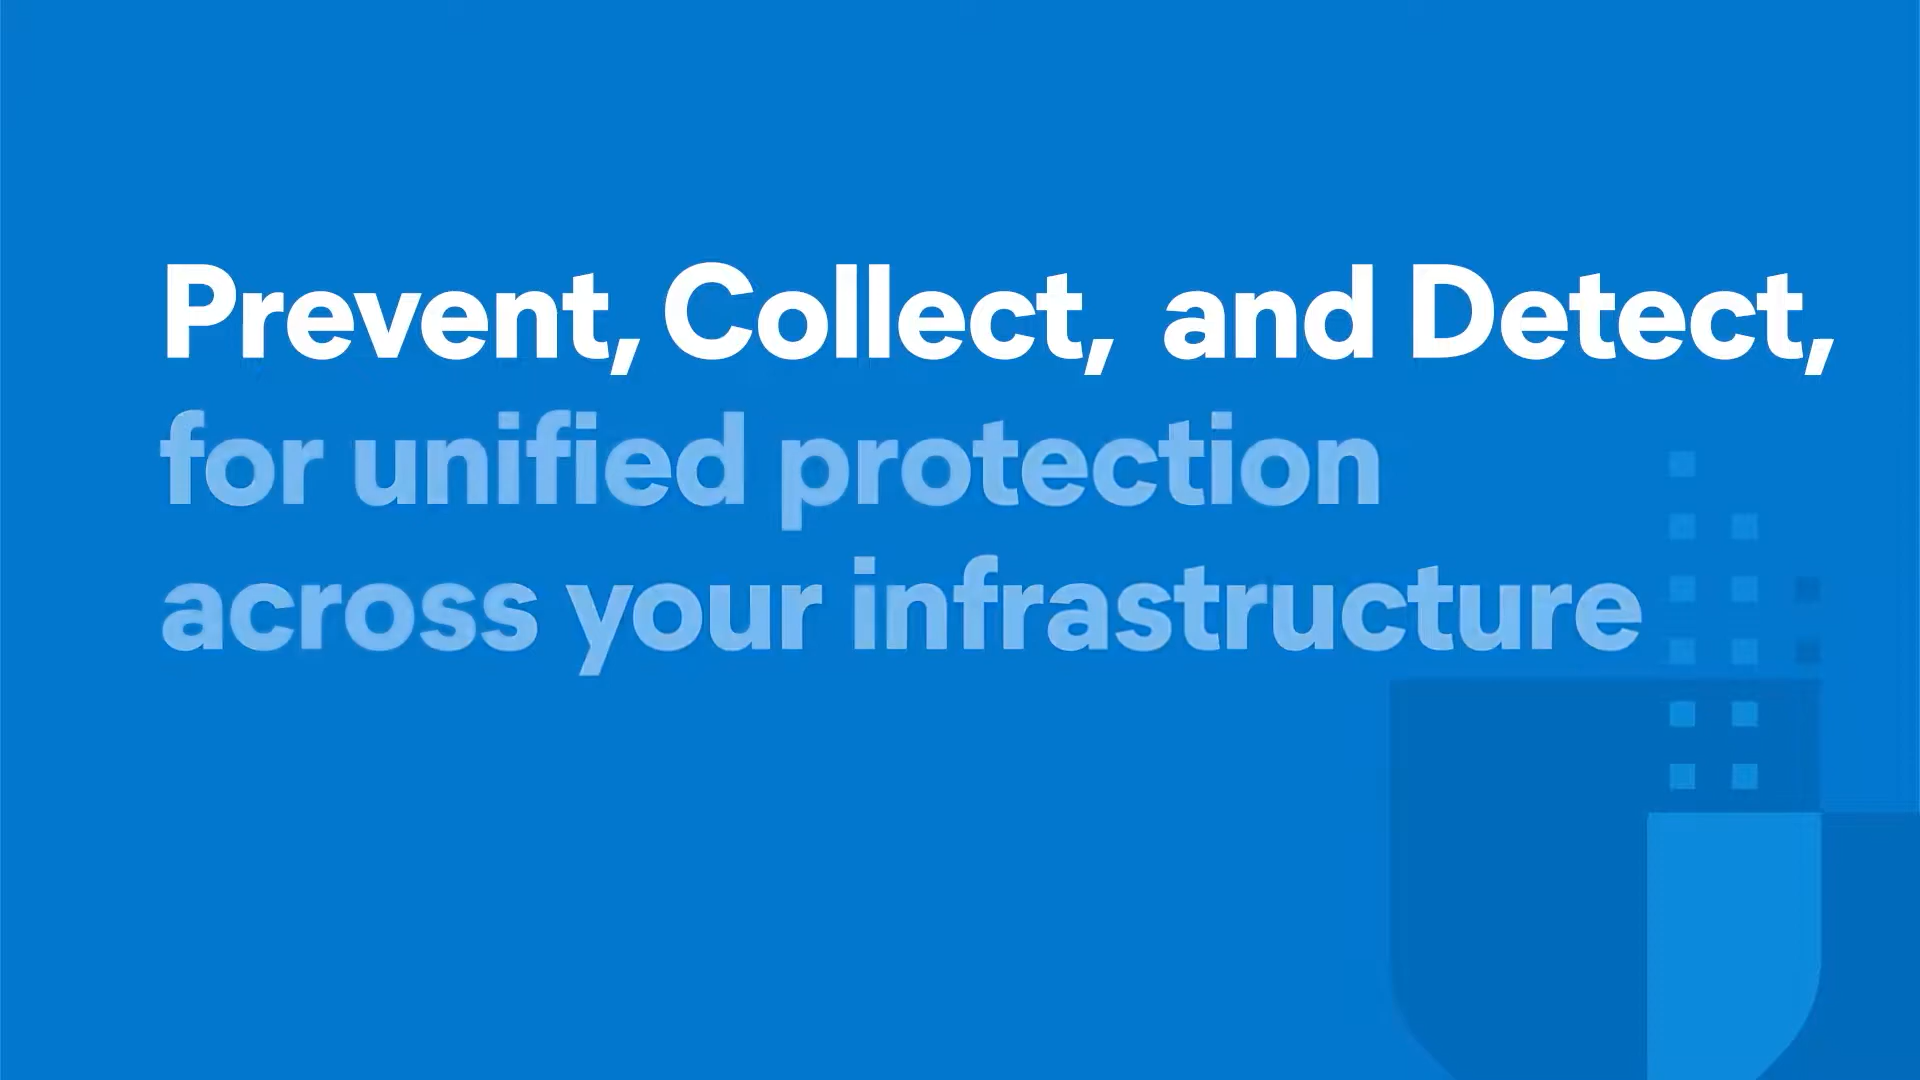 Prevent, Collect, and Detect,
for unified protection
across your infrastructure